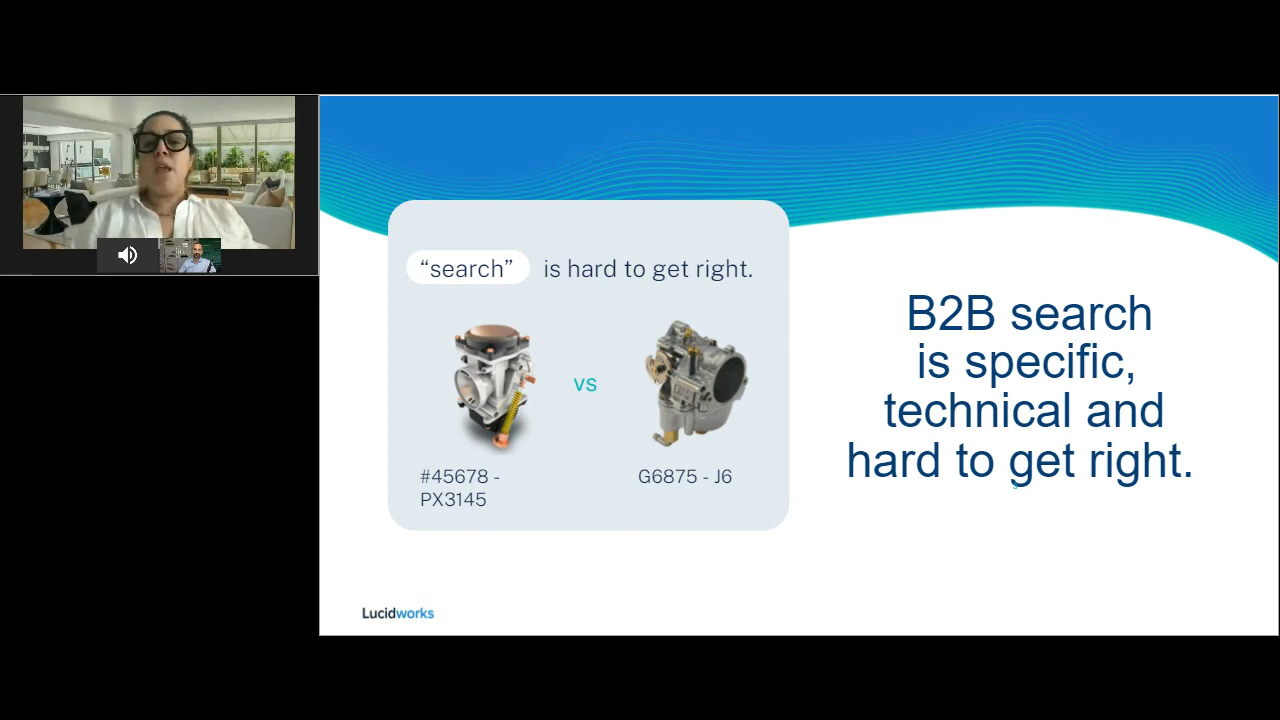 “search” is hard to get right.
vs
#45678 -
PX3145
G6875 - J6
B2B search
is specific,
technical and
hard to get right.
Lucidworks